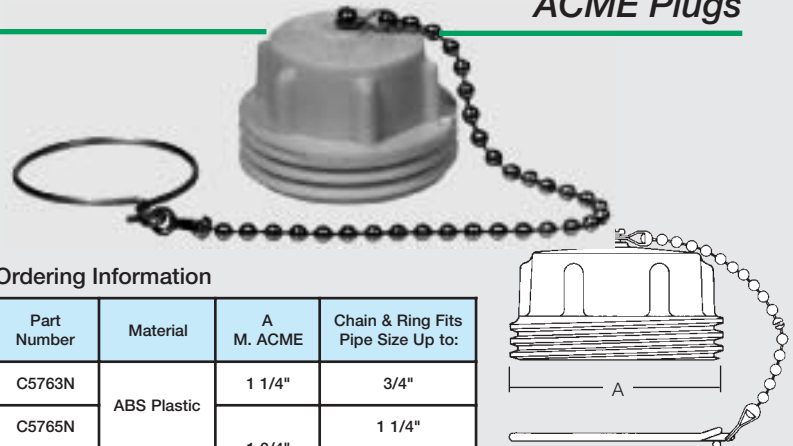 ACME Plugs
Ordering Information
Part Number
Material
A
M. ACME
Chain & Ring Fits
Pipe Size Up to:
C5763N
ABS Plastic
1 1/4"
3/4"
C5765N
1 1/4"
A